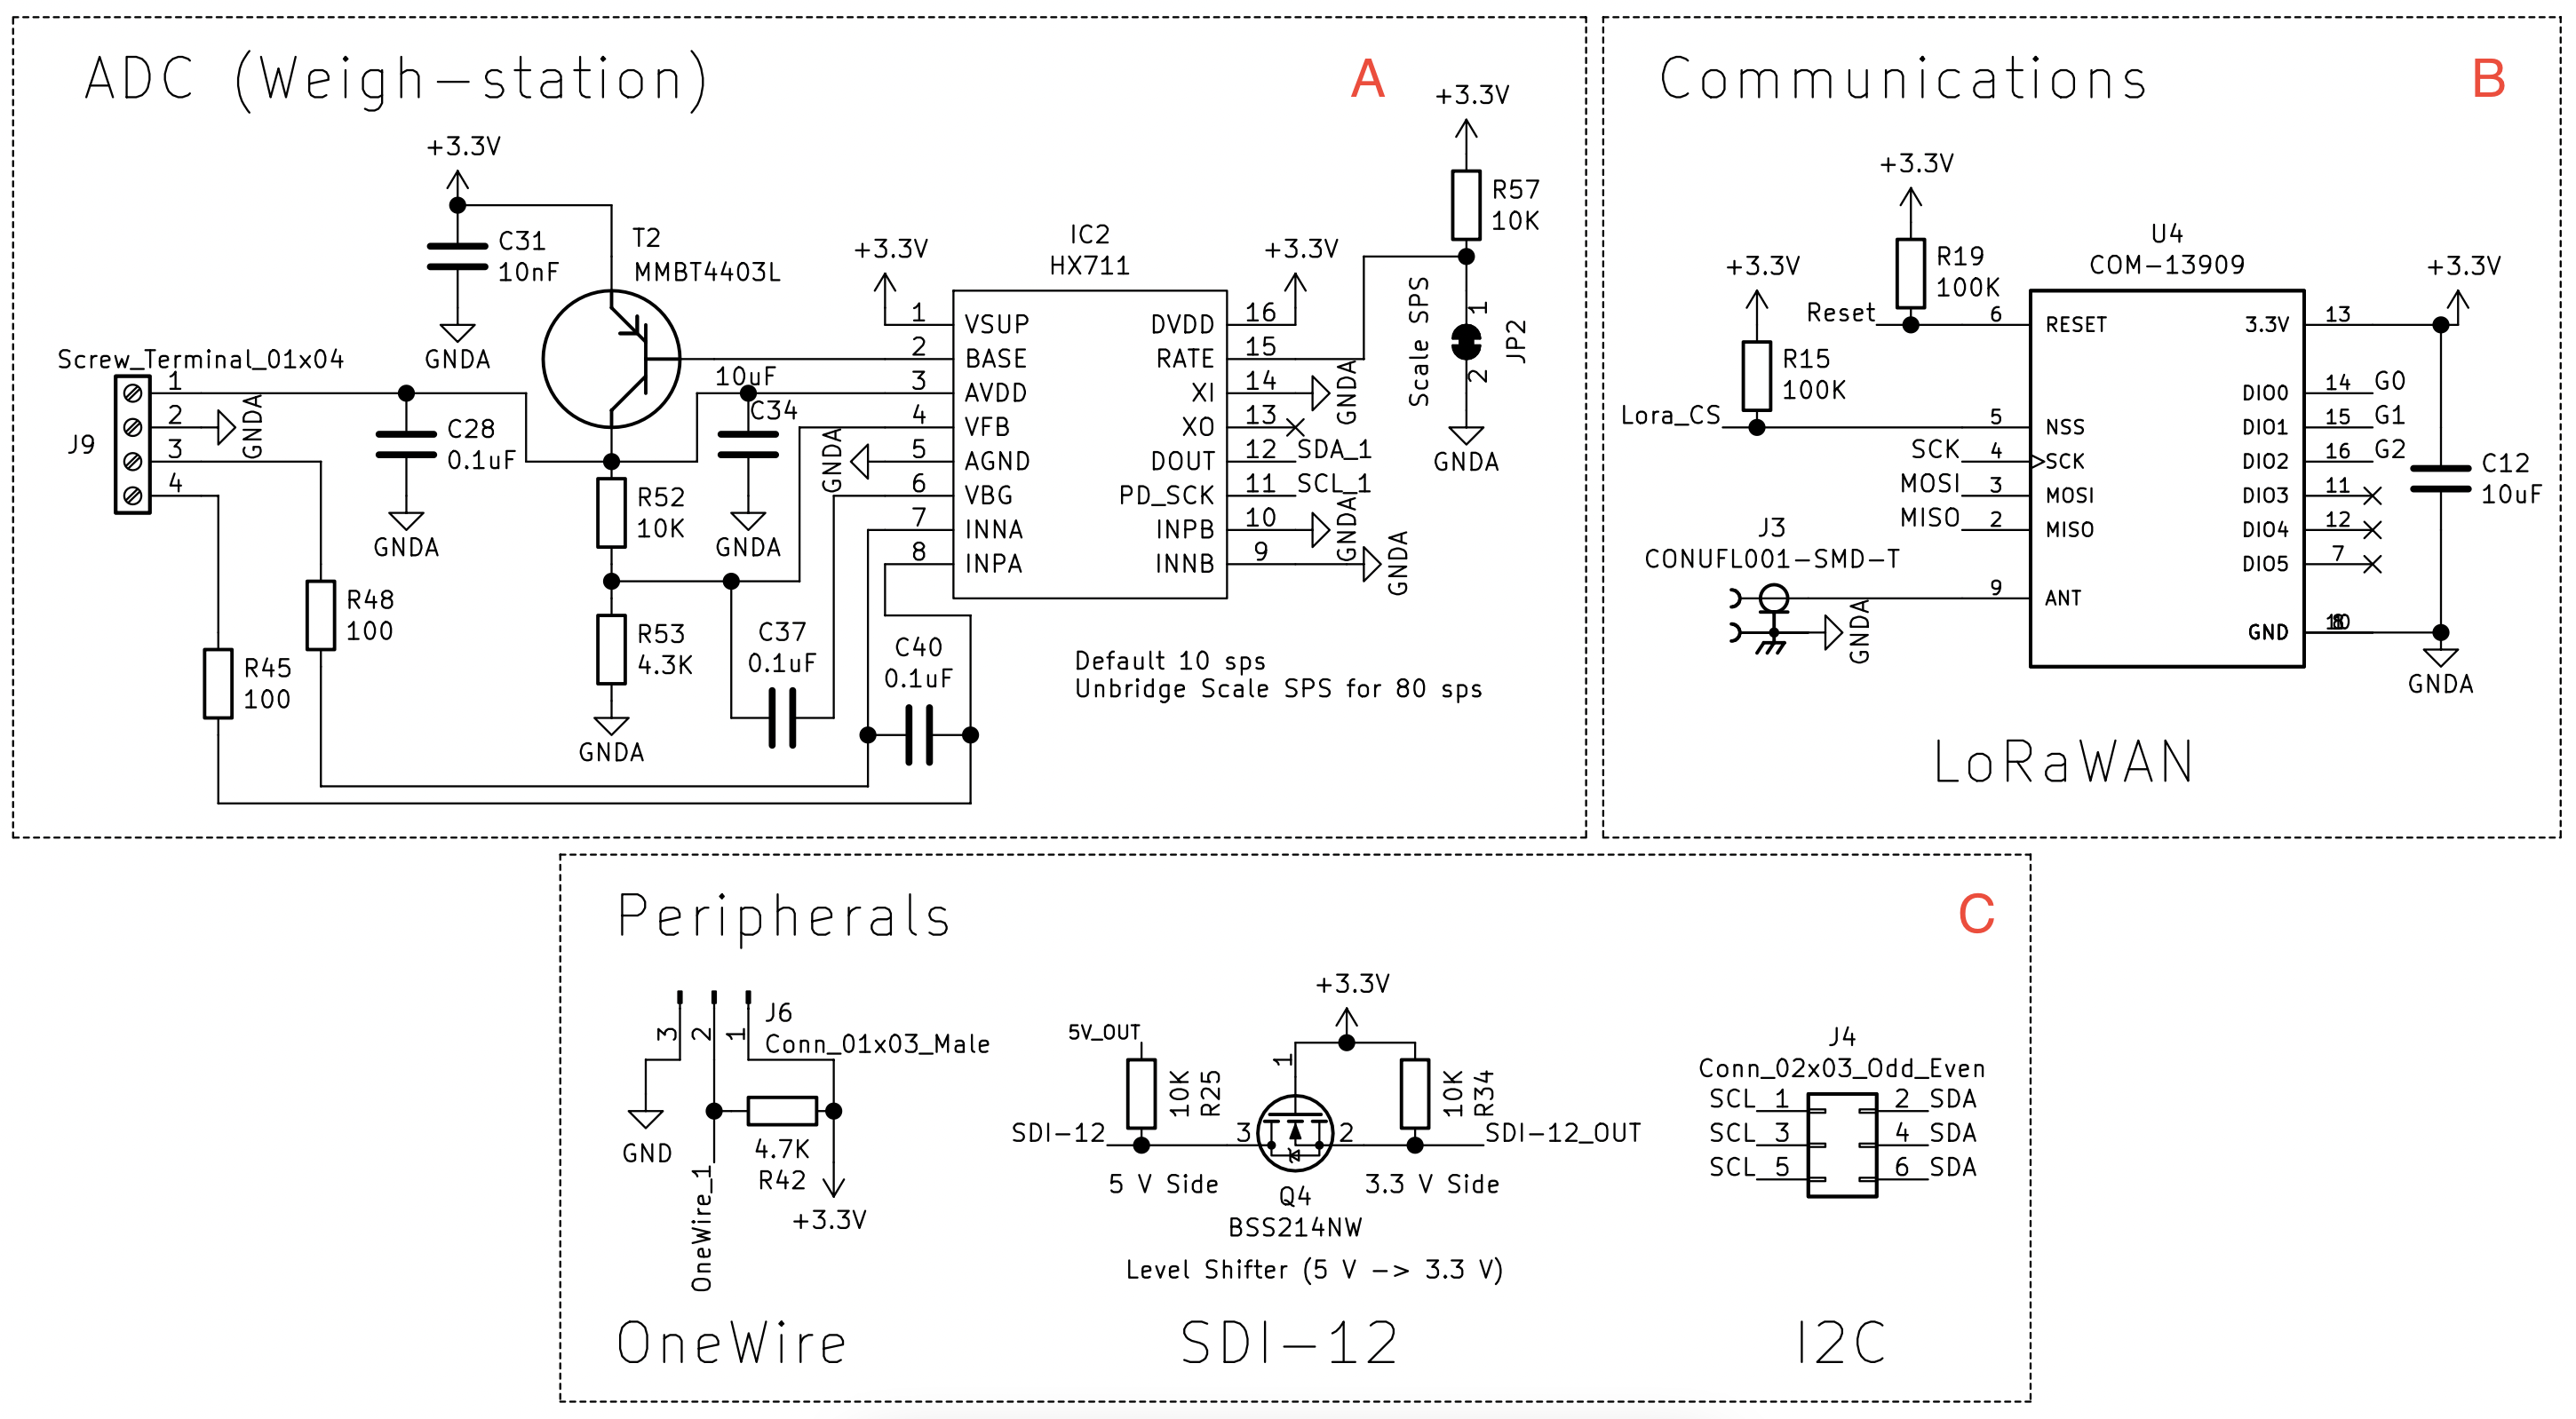 ADC (Weigh-station)
A
+3.3V
+3.3V
C31
10nF
GNDA
T2
MMBT4403L
Screw_Terminal_01x04
J9
1
2
3
4
GNDA
C28
0.1uF
GNDA
R52
10K
R53
4.3K
GNDA
10uF
C34
GNDA
R48
100
R45
100
C37
0.1uF
C40
0.1uF
+3.3V
IC2
HX711
+3.3V
1
2
3
4
5
6
7
8
GNDA
VSUP
BASE
AVDD
VFB
AGND
VBG
INNA
INPA
DVDD
RATE
XI
XO
DOUT
PD_SCK
INPB
INNB
16
15
14
13
12
11
10
9
GNDA
SDA_1
SCL_1
GNDA
GNDA
R57
10K
Scale SPS
1
2
JP2
GNDA
Default 10 sps
Unbridge Scale SPS for 80 sps
Communications
B
+3.3V
R19
100K
+3.3V
R15
100K
Reset
Lora_CS
SCK
MOSI
MISO
6
5
4
3
2
9
J3
CONUFL001-SMD-T
GNDA
U4
COM-13909
RESET
NSS
SCK
MOSI
MISO
ANT
3.3V
DIO0
DIO1
DIO2
DIO3
DIO4
DIO5
GND
13
14
15
16
11
12
7
G0
G1
G2
+3.3V
C12
10uF
GNDA
LoRaWAN
Peripherals
C
3
2
1
J6
Conn_01x03_Male
GND
4.7K
R42
OneWire_1
+3.3V
OneWire
+3.3V
5V_OUT
10K
R25
1
10K
R34
SDI-12
3
2
SDI-12_OUT
5 V Side
Q4
3.3 V Side
BSS214NW
Level Shifter (5 V -> 3.3 V)
SDI-12
J4
Conn_02x03_Odd_Even
SCL 1 2 SDA
SCL 3 4 SDA
SCL 5 6 SDA
I2C